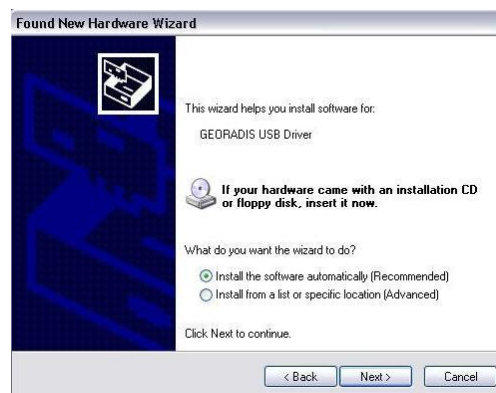 Found New Hardware Wizard
This wizard helps you install software for:
GEORADIS USB Driver
If your hardware came with an installation CD
or floppy disk, insert it now.
What do you want the wizard to do?
Install the software automatically (Recommended)
Install from a list or specific location (Advanced)
Click Next to continue.
< Back Next > Cancel